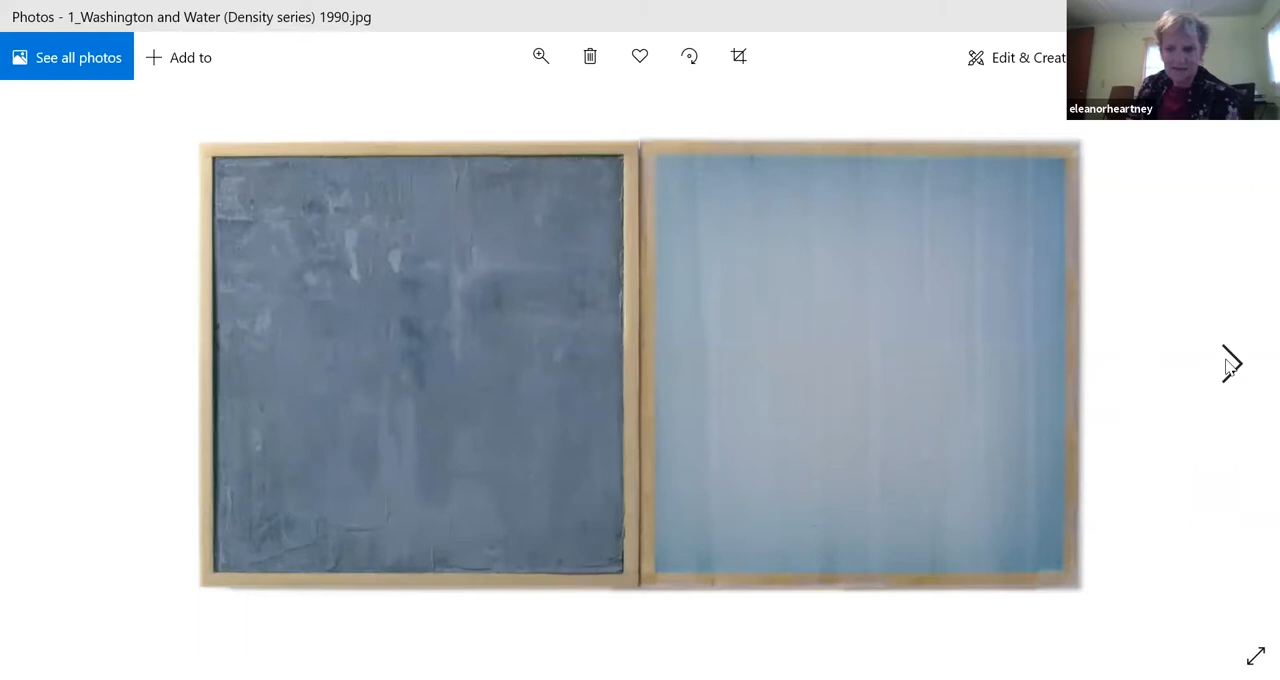 Photos - 1_Washington and Water (Density series) 1990.jpg
See all photos
Add to
Edit & Creat
eleanorheartney